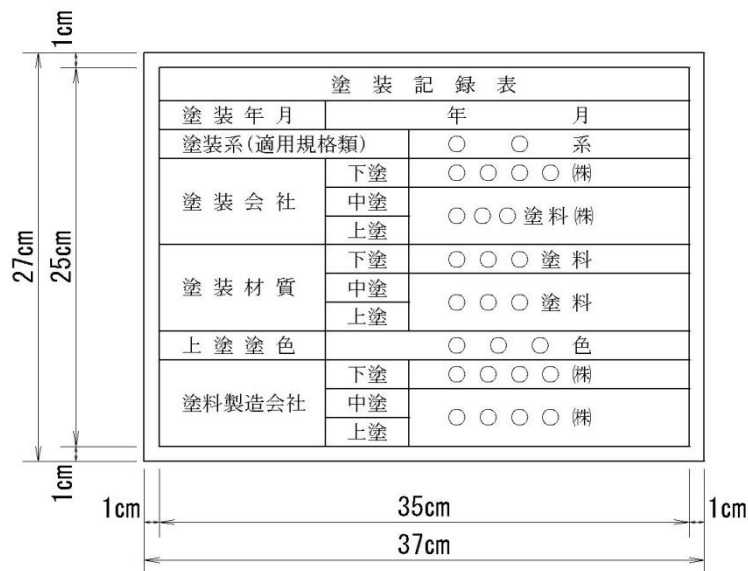 1cm
塗装記録表
塗装年月 年 月
塗装系(適用規格類) ○ ○ 系
塗装会社 下塗 ○○○○㈱
中塗 ○○○塗料㈱
上塗
塗装材質 下塗 ○○○塗料
中塗 ○○○塗料
上塗
上塗塗色 ○○○色
塗料製造会社 下塗 ○○○○㈱
中塗 ○○○○㈱
上塗
27cm
25cm
1cm
1cm 35cm 1cm
37cm